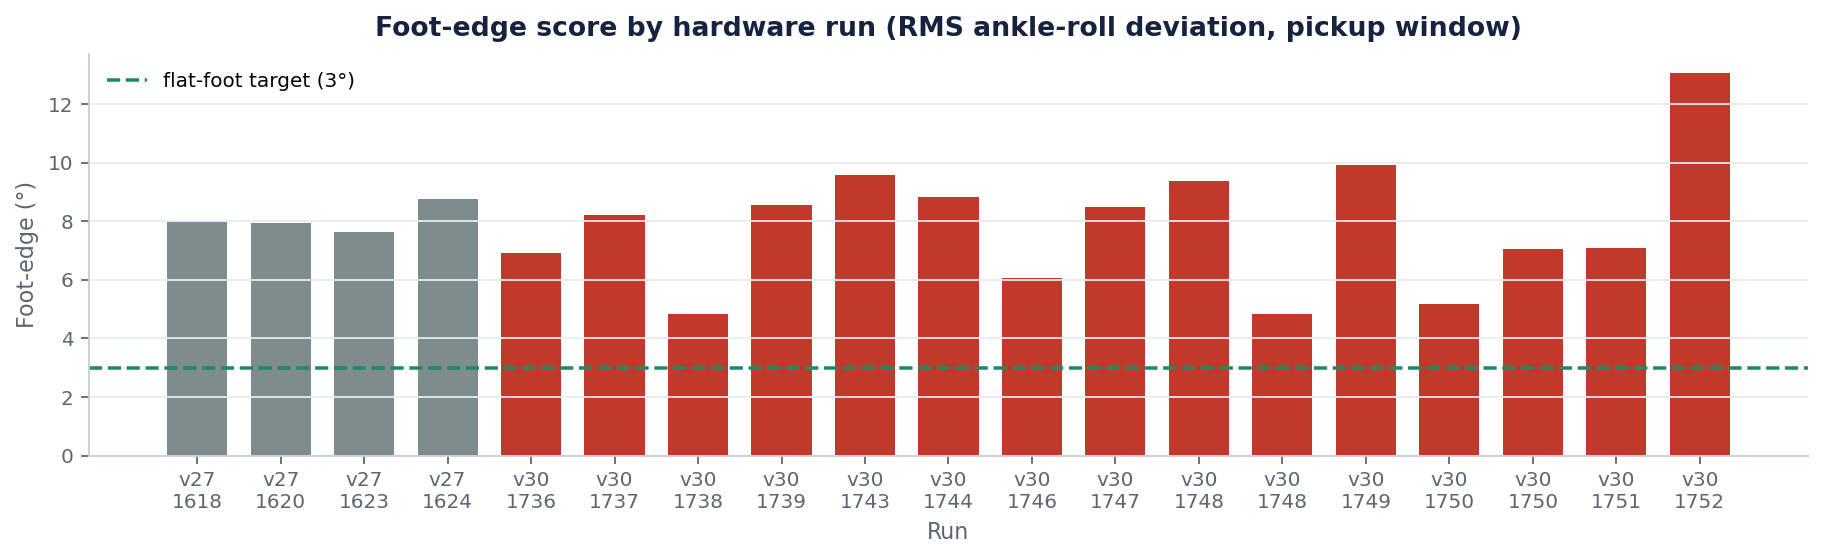 Foot-edge score by hardware run (RMS ankle-roll deviation, pickup window)
flat-foot target (3°)
Foot-edge (°)
12
10
8
6
4
2
0
v27 v27 v27 v27 v30 v30 v30 v30 v30 v30 v30 v30 v30 v30 v30 v30 v30 v30 v30
1618 1620 1623 1624 1736 1737 1738 1739 1743 1744 1746 1747 1748 1748 1749 1750 1750 1751 1752
Run